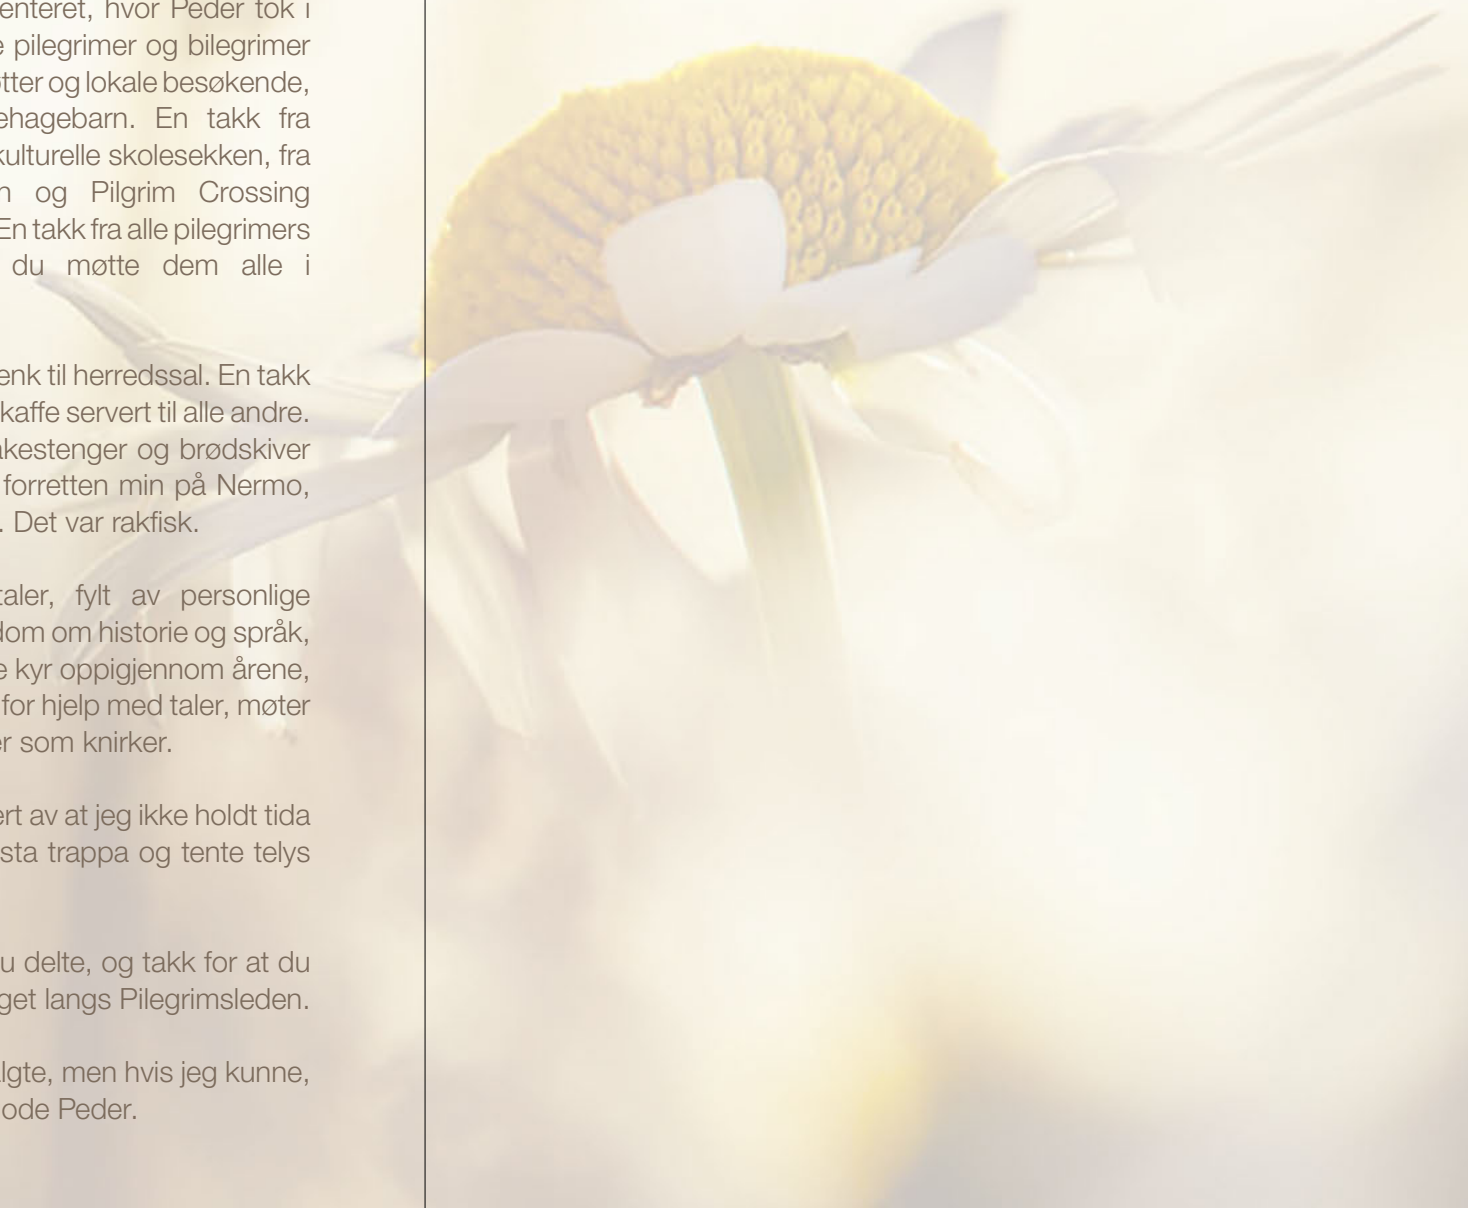 enteret, hvor Peder tok i
pilegrimer og bilegrimer
tter og lokale besøkende,
ehagebarn. En takk fra
kulturelle skolesekken, fra
og Pilgrim Crossing
En takk fra alle pilegrimers
du møtte dem alle i
enk til herredssal. En takk
kaffe servert til alle andre.
akestenger og brødskiver
forretten min på Nermo,
. Det var rakfisk.
taler, fylt av personlige
dom om historie og språk,
e kyr oppigjennom årene,
for hjelp med taler, møter
er som knirker.
ert av at jeg ikke holdt tida
sta trappa og tente telys
u delte, og takk for at du
get langs Pilegrimsleden.
lgte, men hvis jeg kunne,
ode Peder.